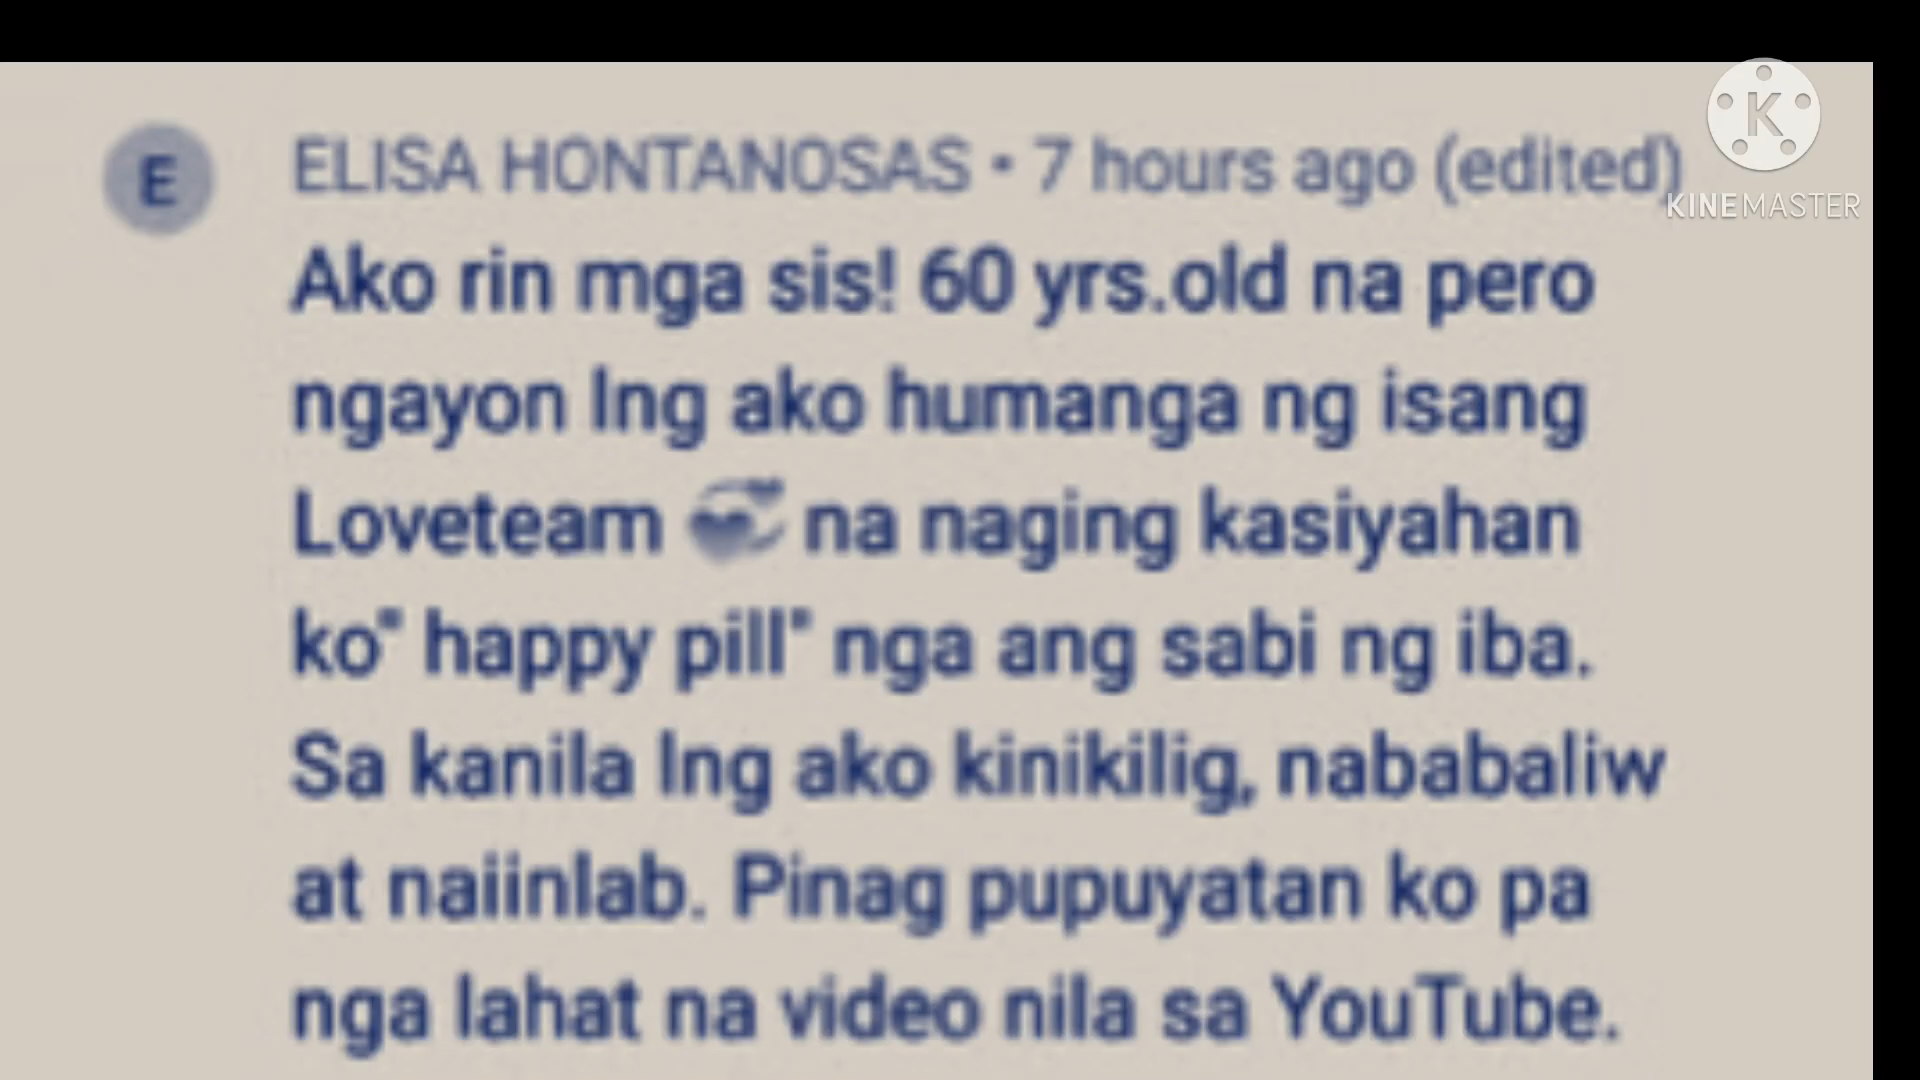 E
ELISA HONTANOSAS • 7 hours ago (edited)
Ako rin mga sis! 60 yrs.old na pero
ngayon lng ako humanga ng isang
Loveteam 💞 na naging kasiyahan
ko" happy pill" nga ang sabi ng iba.
Sa kanila lng ako kinikilig, nababaliw
at naiinlab. Pinag pupuyatan ko pa
nga lahat na video nila sa YouTube.
K
KINEMASTER